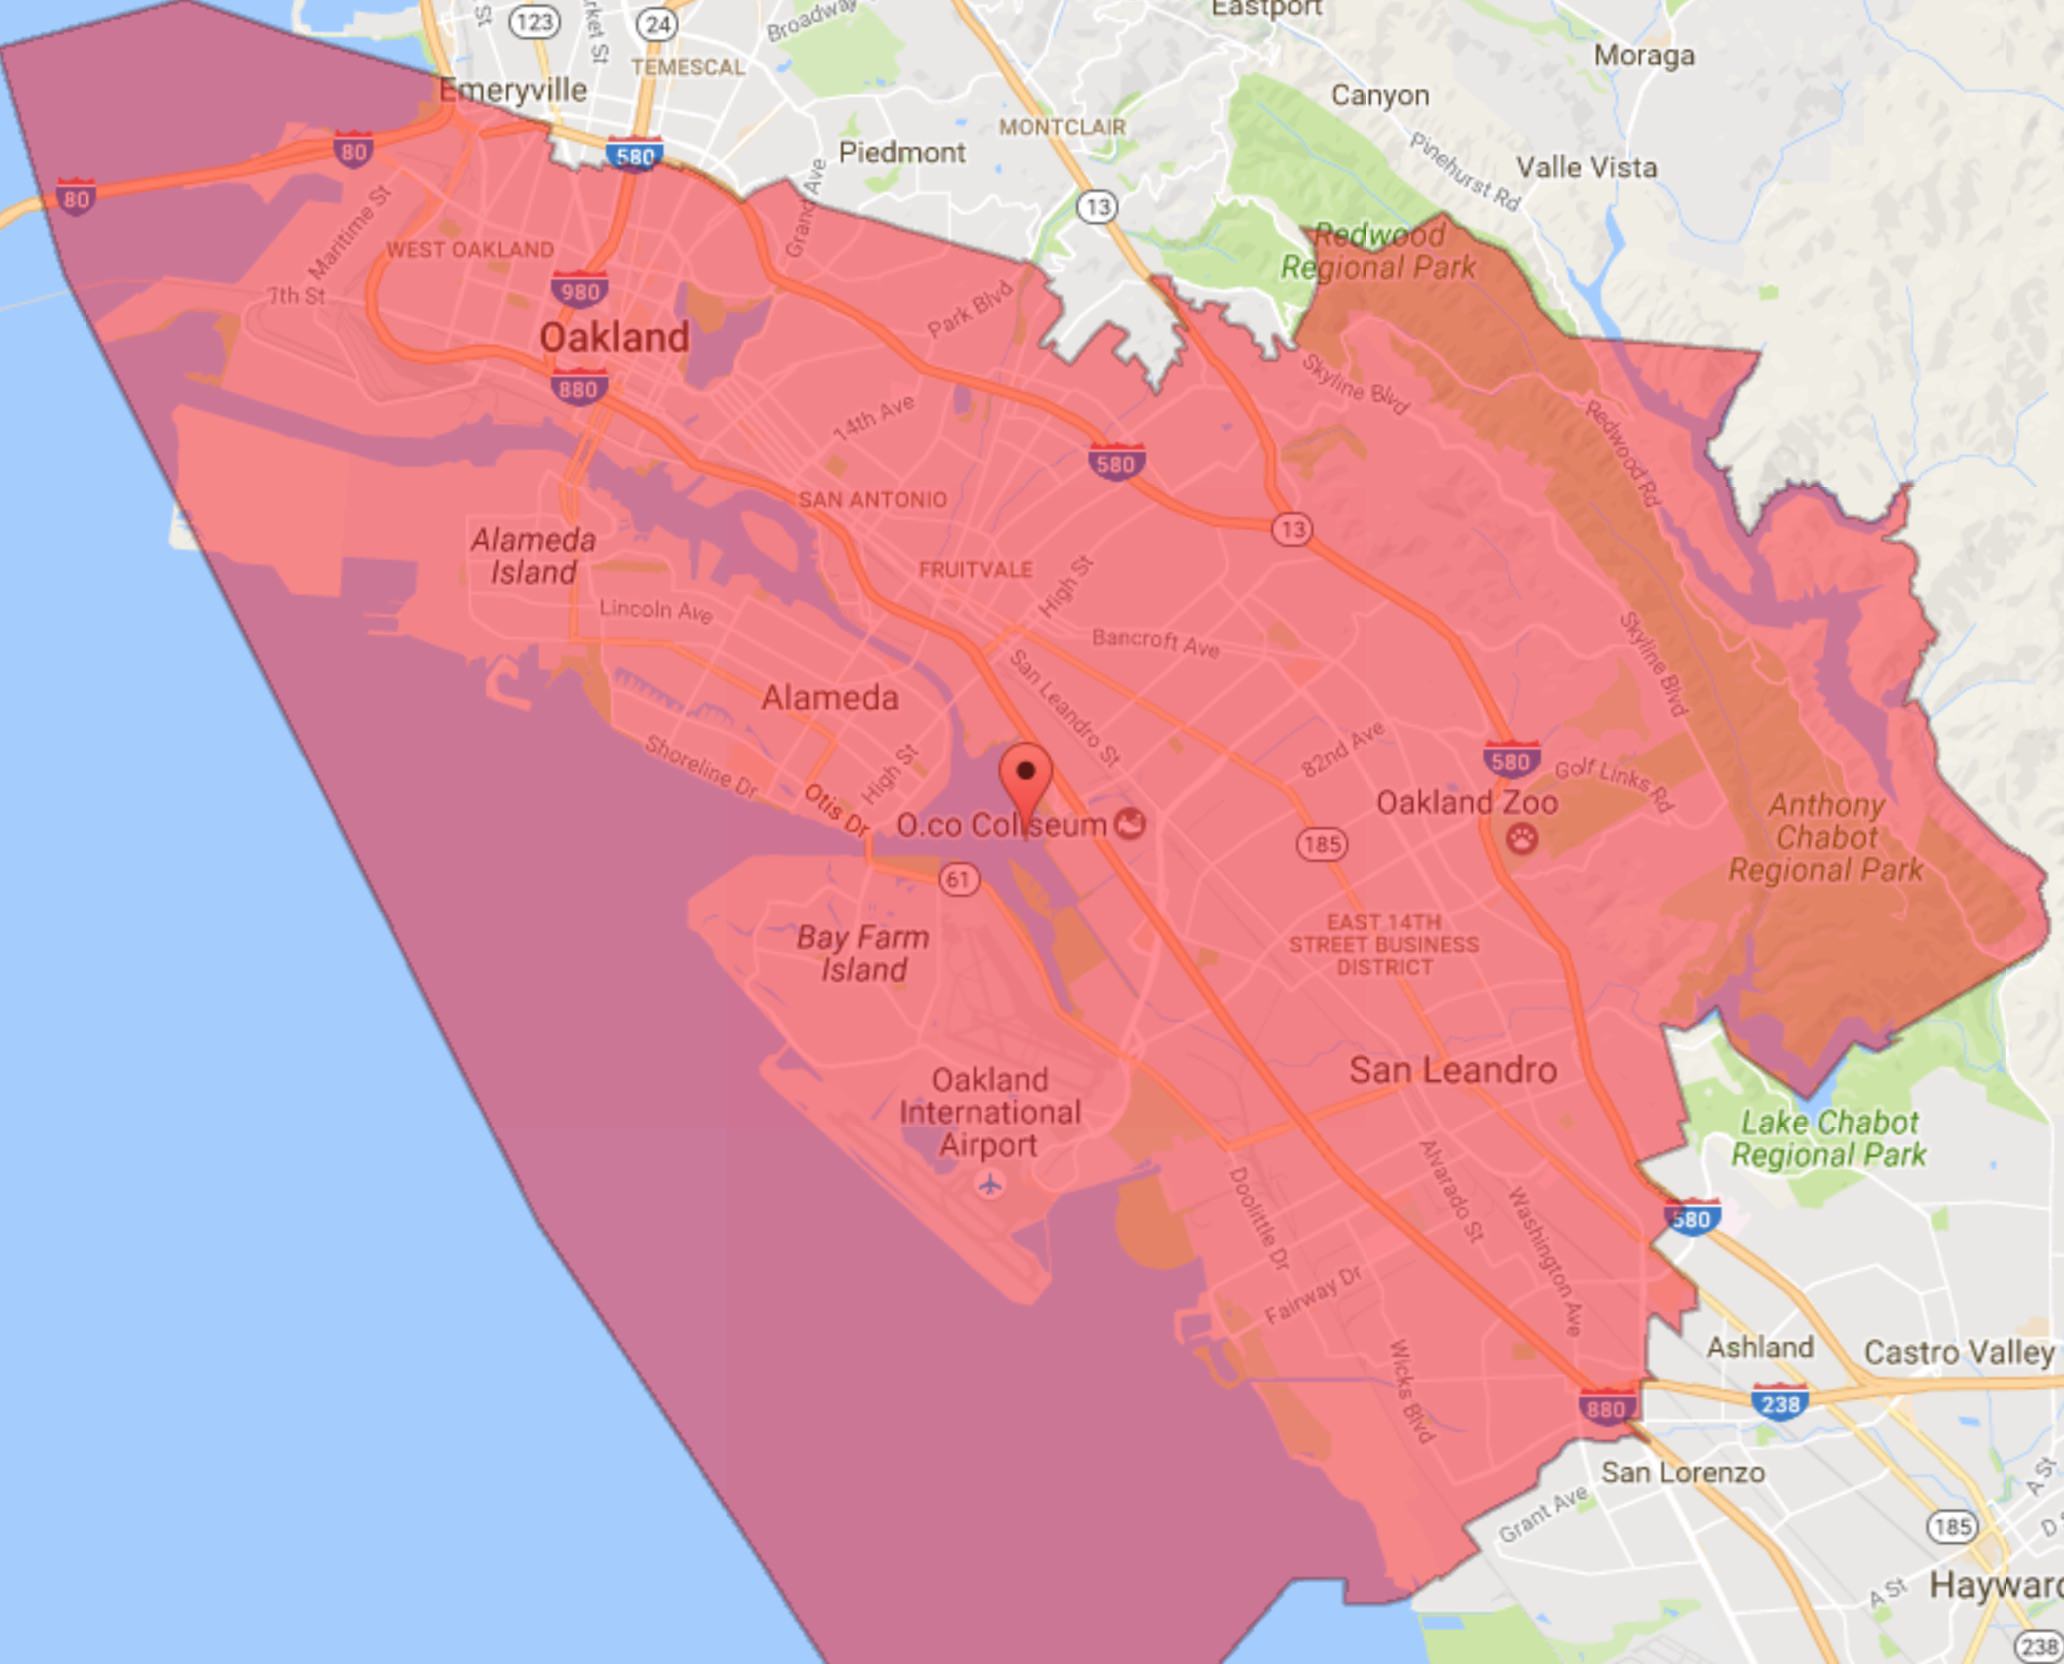 Eastport
St
123
24
Broadway
rket St
Moraga
TEMESCAL
Emeryville
Canyon
MONTCLAIR
80
580
Piedmont
Pinehurst Rd
Valle Vista
80
Maritime St
Grand Ave
13
WEST OAKLAND
Redwood
Regional Park
7th St
980
Park Blvd
Oakland
880
Skyline Blvd
14th Ave
Redwood Rd
580
SAN ANTONIO
13
Alameda
Island
FRUITVALE
High St
Lincoln Ave
Bancroft Ave
Skyline Blvd
San Leandro St
Alameda
Shoreline Dr
High St
82nd Ave
580
Golf Links Rd
Otis Dr
O.co Coliseum
Oakland Zoo
185
Anthony
Chabot
Regional Park
61
Bay Farm
Island
EAST 14TH
STREET BUSINESS
DISTRICT
Oakland
International
Airport
San Leandro
Lake Chabot
Regional Park
Alvarado St
Doolittle Dr
Washington Ave
580
Fairway Dr
Wicks Blvd
Ashland
Castro Valley
880
238
San Lorenzo
Grant Ave
A St
185
D
A St
Hayward
238